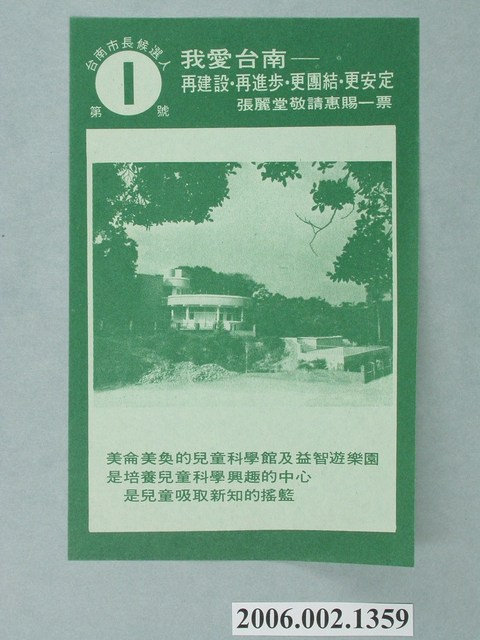 台南市長候選人
1
第 號
我愛台南——。
再建設·再進步·更團結·更安定
張麗堂敬請惠賜一票
美侖美奐的兒童科學館及益智遊樂園
是培養兒童科學興趣的中心
是兒童吸取新知的搖籃
2006.002.1359